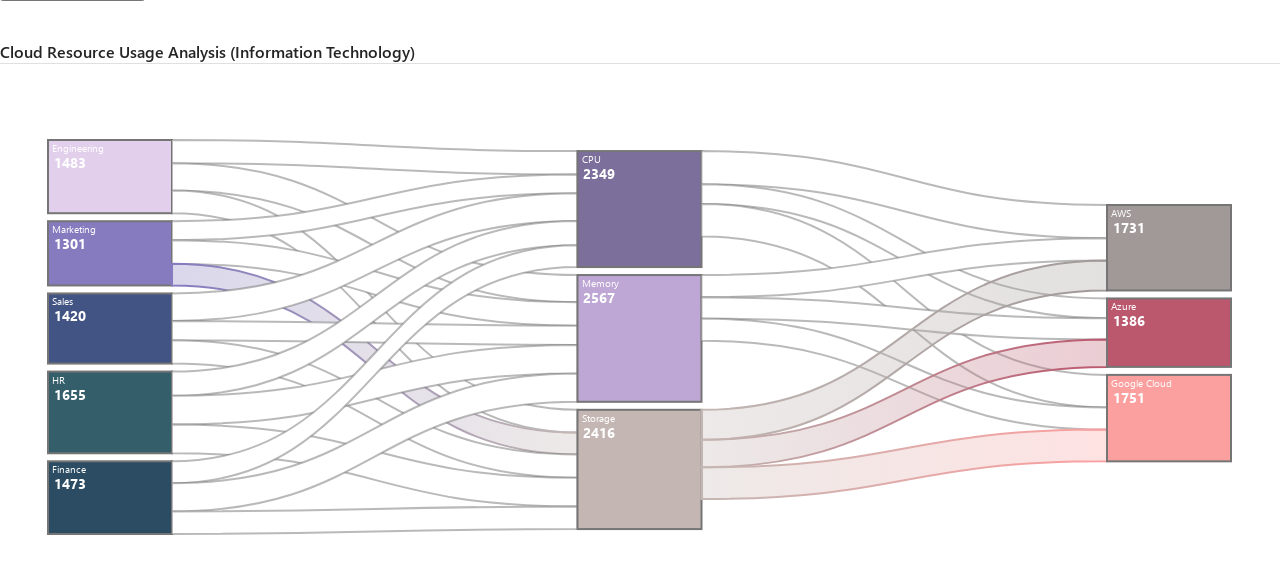 Cloud Resource Usage Analysis (Information Technology)
Engineering
1483
Marketing
1301
Sales
1420
HR
1655
Finance
1473
CPU
2349
Memory
2567
Storage
2416
AWS
1731
Azure
1386
Google Cloud
1751